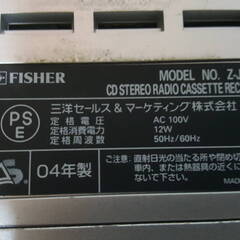 FISHER
MODEL NO. Z-
CD STEREO RADIO CASSETTE REC
PS
E
三洋セールス&マーケティング株式会
定格電圧 AC 100V
定格消費電力 12W
定格周波数 50Hz/60Hz
04年製
ご注意:直射日光の当たる所や閉め切っ
車内、または熱器具の近くに
ないでください。
MADE